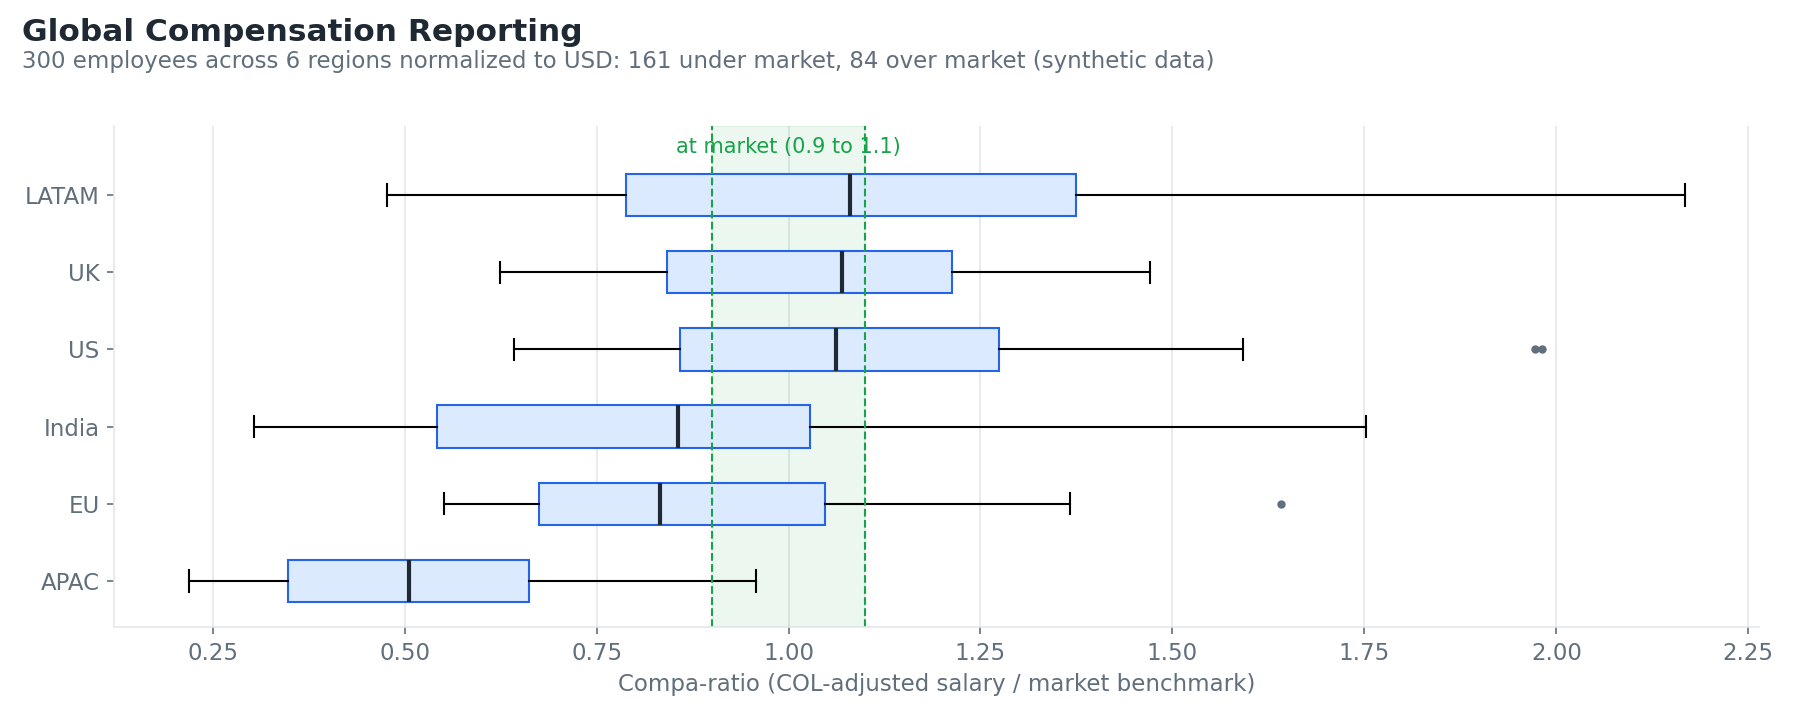 Global Compensation Reporting
300 employees across 6 regions normalized to USD: 161 under market, 84 over market (synthetic data)
at market (0.9 to 1.1)
LATAM
UK
US
India
EU
APAC
0.25 0.50 0.75 1.00 1.25 1.50 1.75 2.00 2.25
Compa-ratio (COL-adjusted salary / market benchmark)